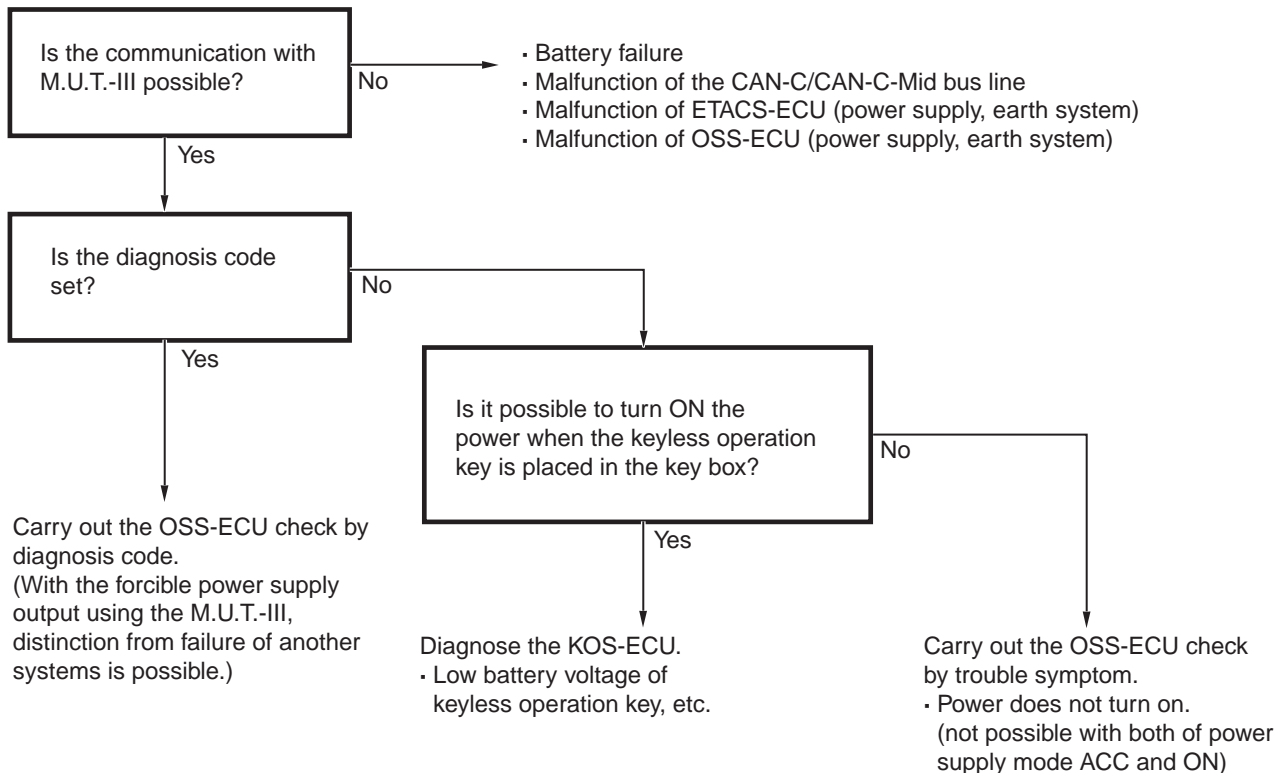 Is the communication with
M.U.T.-III possible?
No
· Battery failure
· Malfunction of the CAN-C/CAN-C-Mid bus line
· Malfunction of ETACS-ECU (power supply, earth system)
· Malfunction of OSS-ECU (power supply, earth system)
Yes
Is the diagnosis code
set?
No
Yes
Is it possible to turn ON the
power when the keyless operation
key is placed in the key box?
No
Yes
Carry out the OSS-ECU check by
diagnosis code.
(With the forcible power supply
output using the M.U.T.-III,
distinction from failure of another
systems is possible.)
Diagnose the KOS-ECU.
· Low battery voltage of
keyless operation key, etc.
Carry out the OSS-ECU check
by trouble symptom.
· Power does not turn on.
(not possible with both of power
supply mode ACC and ON)